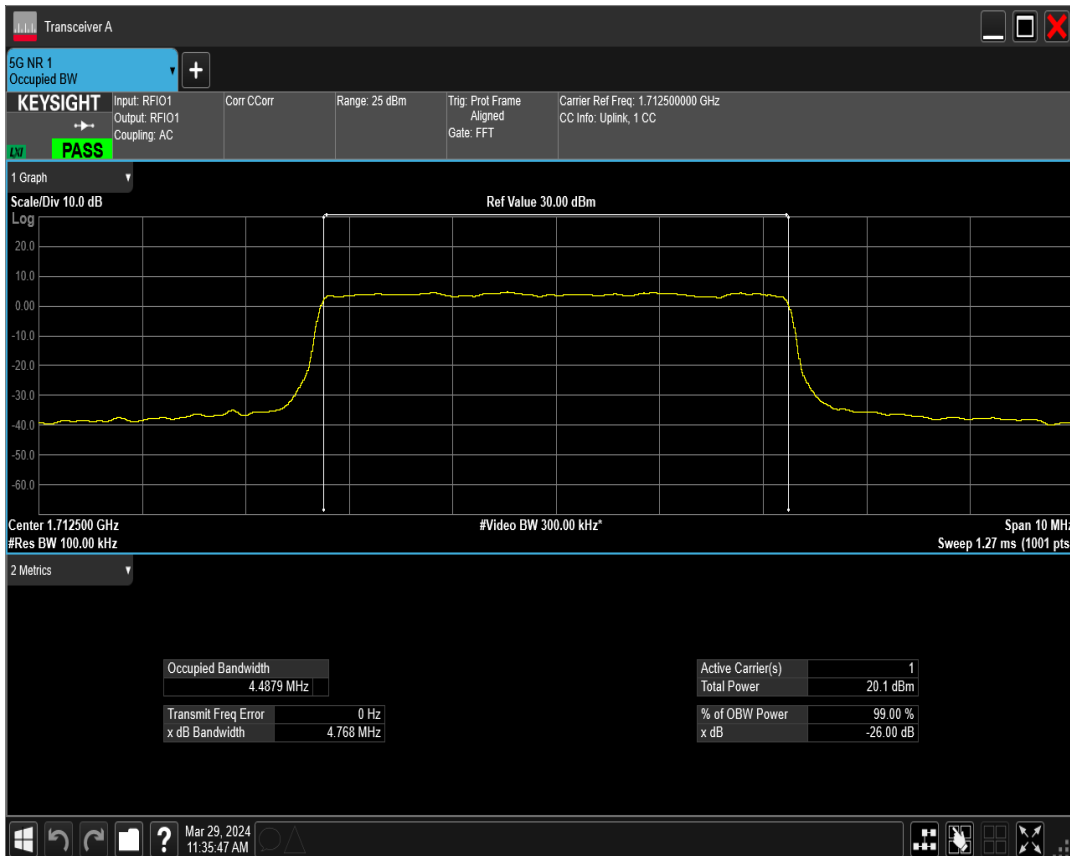 Transceiver A
5G NR 1
Occupied BW
+
KEYSIGHT
LXI
PASS
Input: RFIO1
Output: RFIO1
Coupling: AC
Corr CCorr
Range: 25 dBm
Trig: Prot Frame
Aligned
Gate: FFT
Carrier Ref Freq: 1.712500000 GHz
CC Info: Uplink, 1 CC
1 Graph
Scale/Div 10.0 dB
Ref Value 30.00 dBm
Log
20.0
10.0
0.00
-10.0
-20.0
-30.0
-40.0
-50.0
-60.0
Center 1.712500 GHz
#Video BW 300.00 kHz*
Span 10 MHz
#Res BW 100.00 kHz
Sweep 1.27 ms (1001 pts
2 Metrics
Occupied Bandwidth
4.4879 MHz
Transmit Freq Error 0 Hz
x dB Bandwidth 4.768 MHz
Active Carrier(s) 1
Total Power 20.1 dBm
% of OBW Power 99.00 %
x dB -26.00 dB
?
Mar 29, 2024
11:35:47 AM